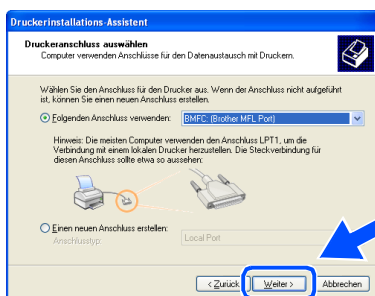 Druckerinstallations-Assistent
Druckeranschluss auswählen
Computer verwenden Anschlüsse für den Datenaustausch mit Druckern.
Wählen Sie den Anschluss für den Drucker aus. Wenn der Anschluss nicht aufgeführt
ist, können Sie einen neuen Anschluss erstellen.
Folgenden Anschluss verwenden: BMFC: (Brother MFL Port)
Hinweis: Die meisten Computer verwenden den Anschluss LPT1, um die
Verbindung mit einem lokalen Drucker herzustellen. Die Steckverbindung für
diesen Anschluss sollte etwa so aussehen:
Einen neuen Anschluss erstellen:
Anschlusstyp: Local Port
< Zurück Weiter > Abbrechen